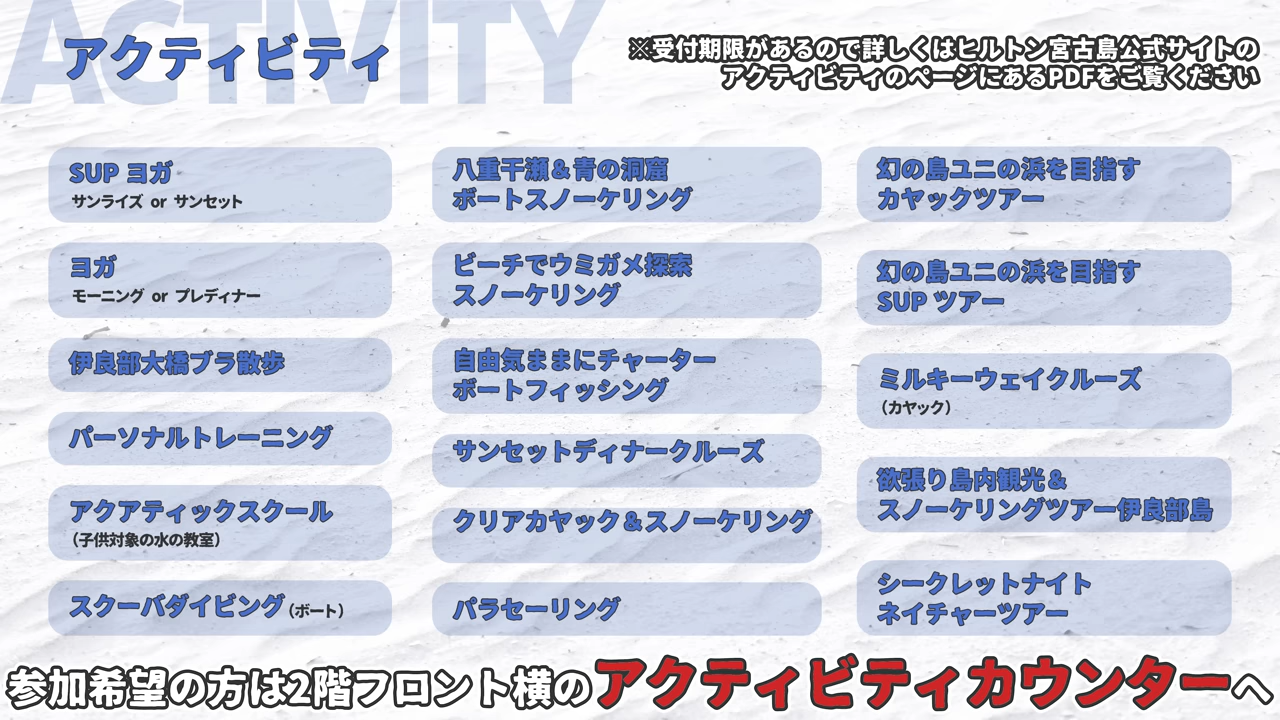 ACTIVITY
アクティビティ
※受付期限があるので詳しくはヒルトン宮古島公式サイトの
アクティビティのページにあるPDFをご覧ください
SUP ヨガ
サンライズ or サンセット
ヨガ
モーニング or プレディナー
伊良部大橋ブラ散歩
パーソナルトレーニング
アクアティックスクール
（子供対象の水の教室）
スクーバダイビング（ボート）
八重干瀬＆青の洞窟
ボートスノーケリング
ビーチでウミガメ探索
スノーケリング
自由気ままにチャーター
ボートフィッシング
サンセットディナークルーズ
クリアカヤック＆スノーケリング
パラセーリング
幻の島ユニの浜を目指す
カヤックツアー
幻の島ユニの浜を目指す
SUP ツアー
ミルキーウェイクルーズ
（カヤック）
欲張り島内観光＆
スノーケリングツアー伊良部島
シークレットナイト
ネイチャーツアー
参加希望の方は2階フロント横のアクティビティカウンターへ